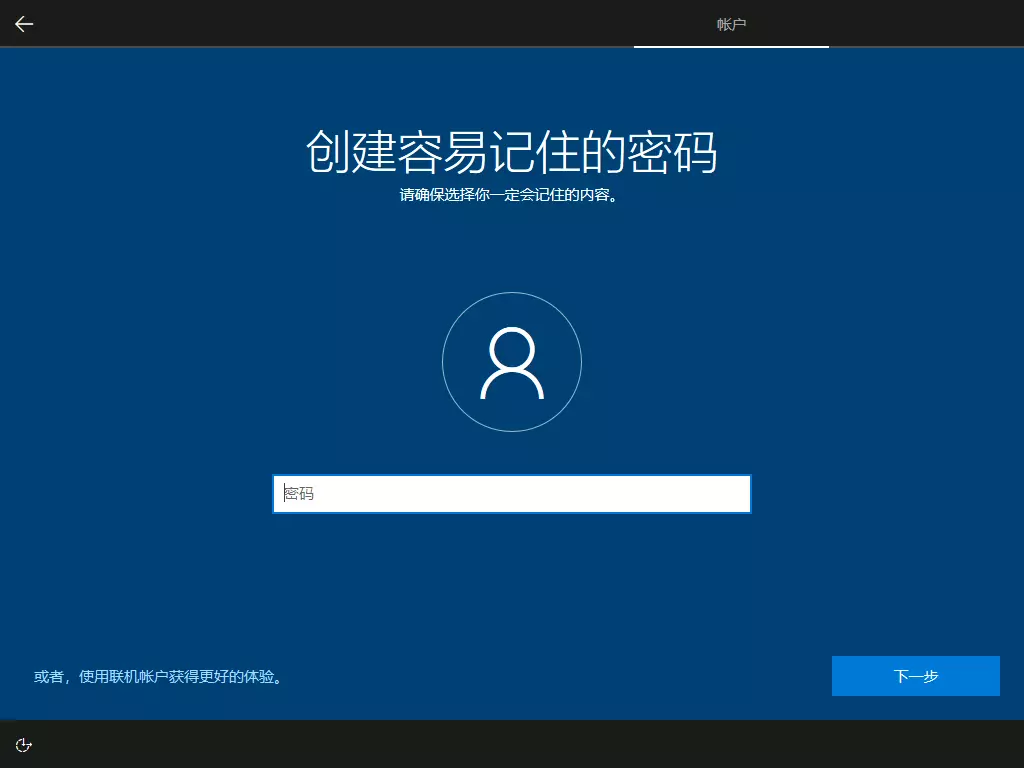 帐户
创建容易记住的密码
请确保选择你一定会记住的内容。
密码
或者，使用联机帐户获得更好的体验。
下一步